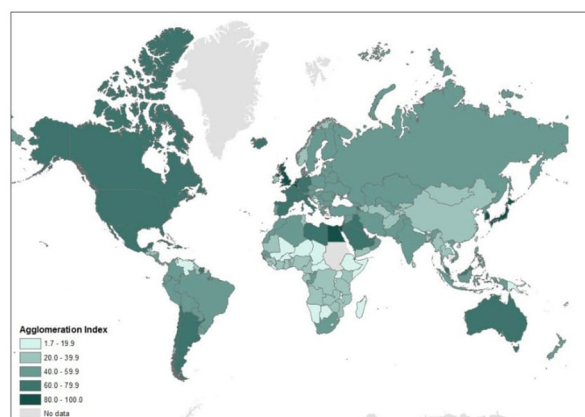 Agglomeration Index
1.7 - 19.9
20.0 - 39.9
40.0 - 59.9
60.0 - 79.9
80.0 - 100.0
No data